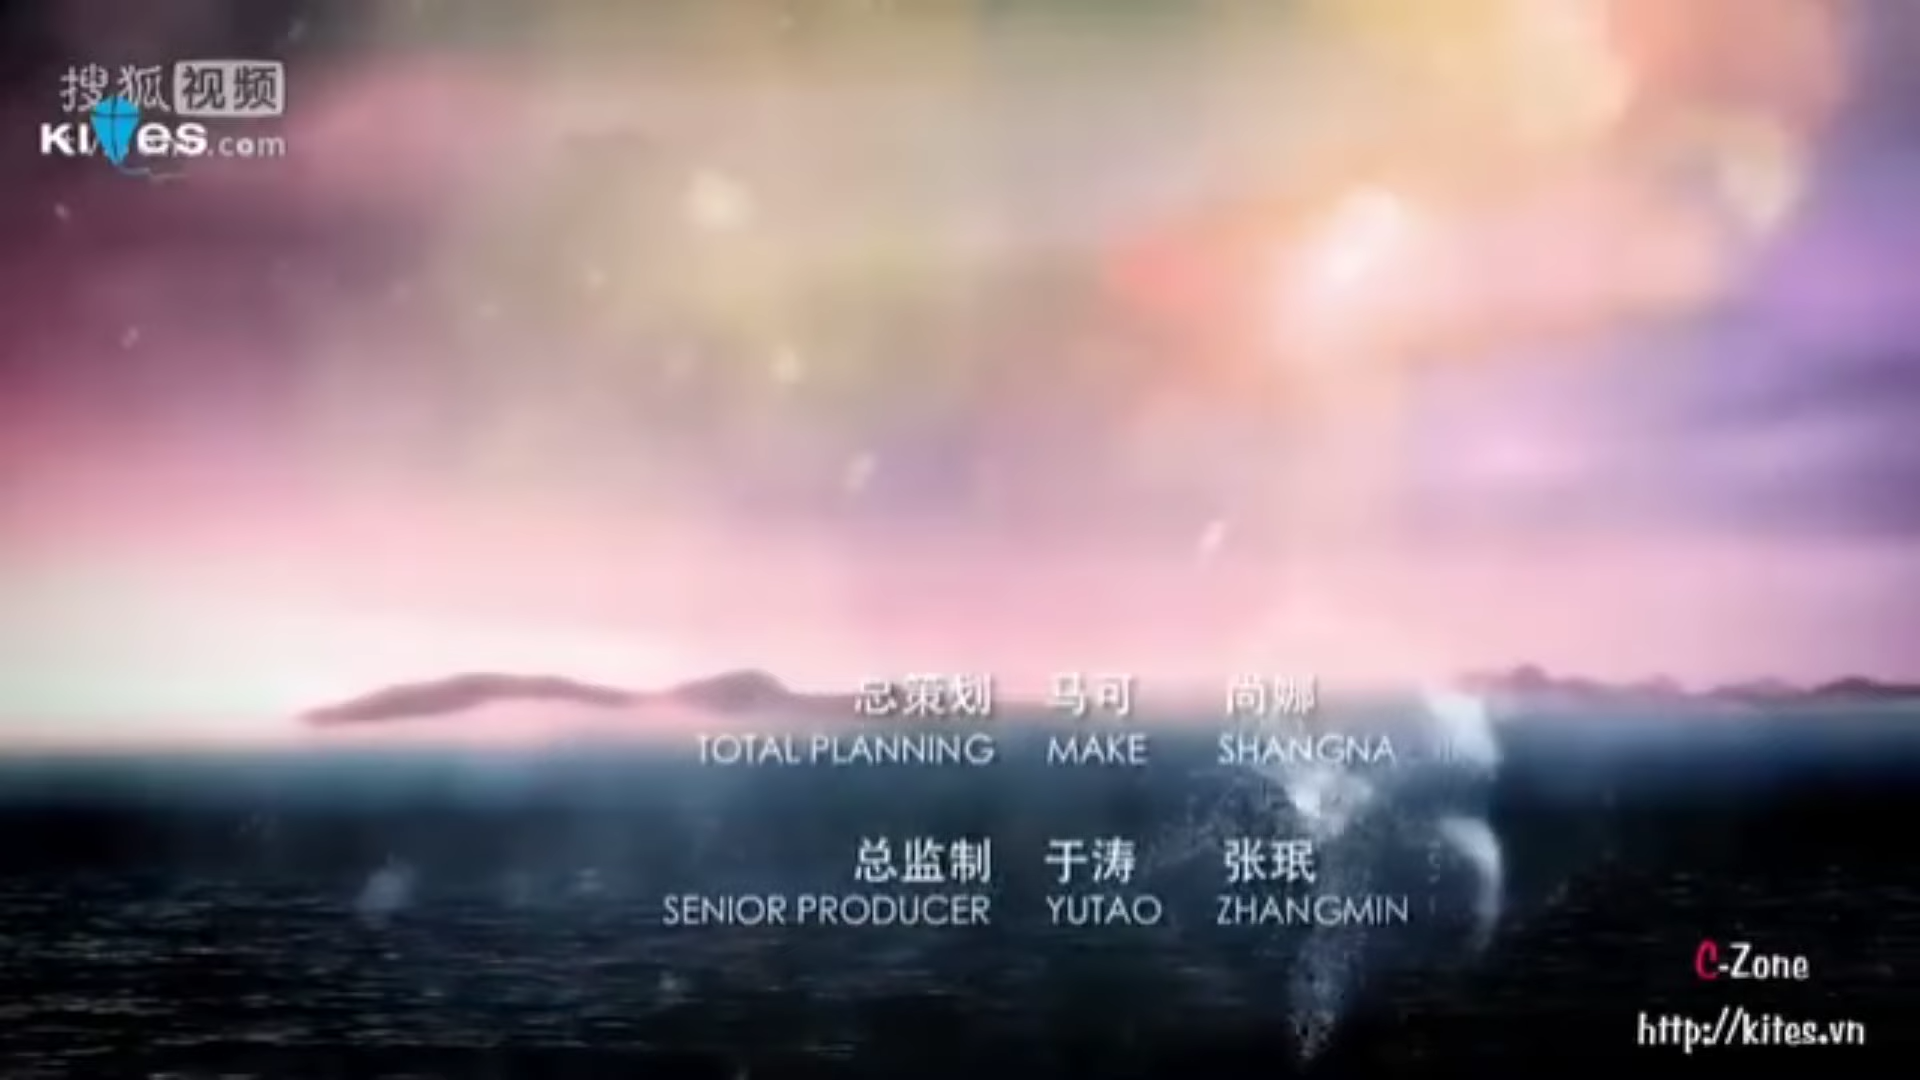 搜狐视频
KITES.com
总策划 马可 尚娜
TOTAL PLANNING MAKE SHANGNA
总监制 于涛 张珉
SENIOR PRODUCER YUTAO ZHANGMIN
C-Zone
http://kites.vn